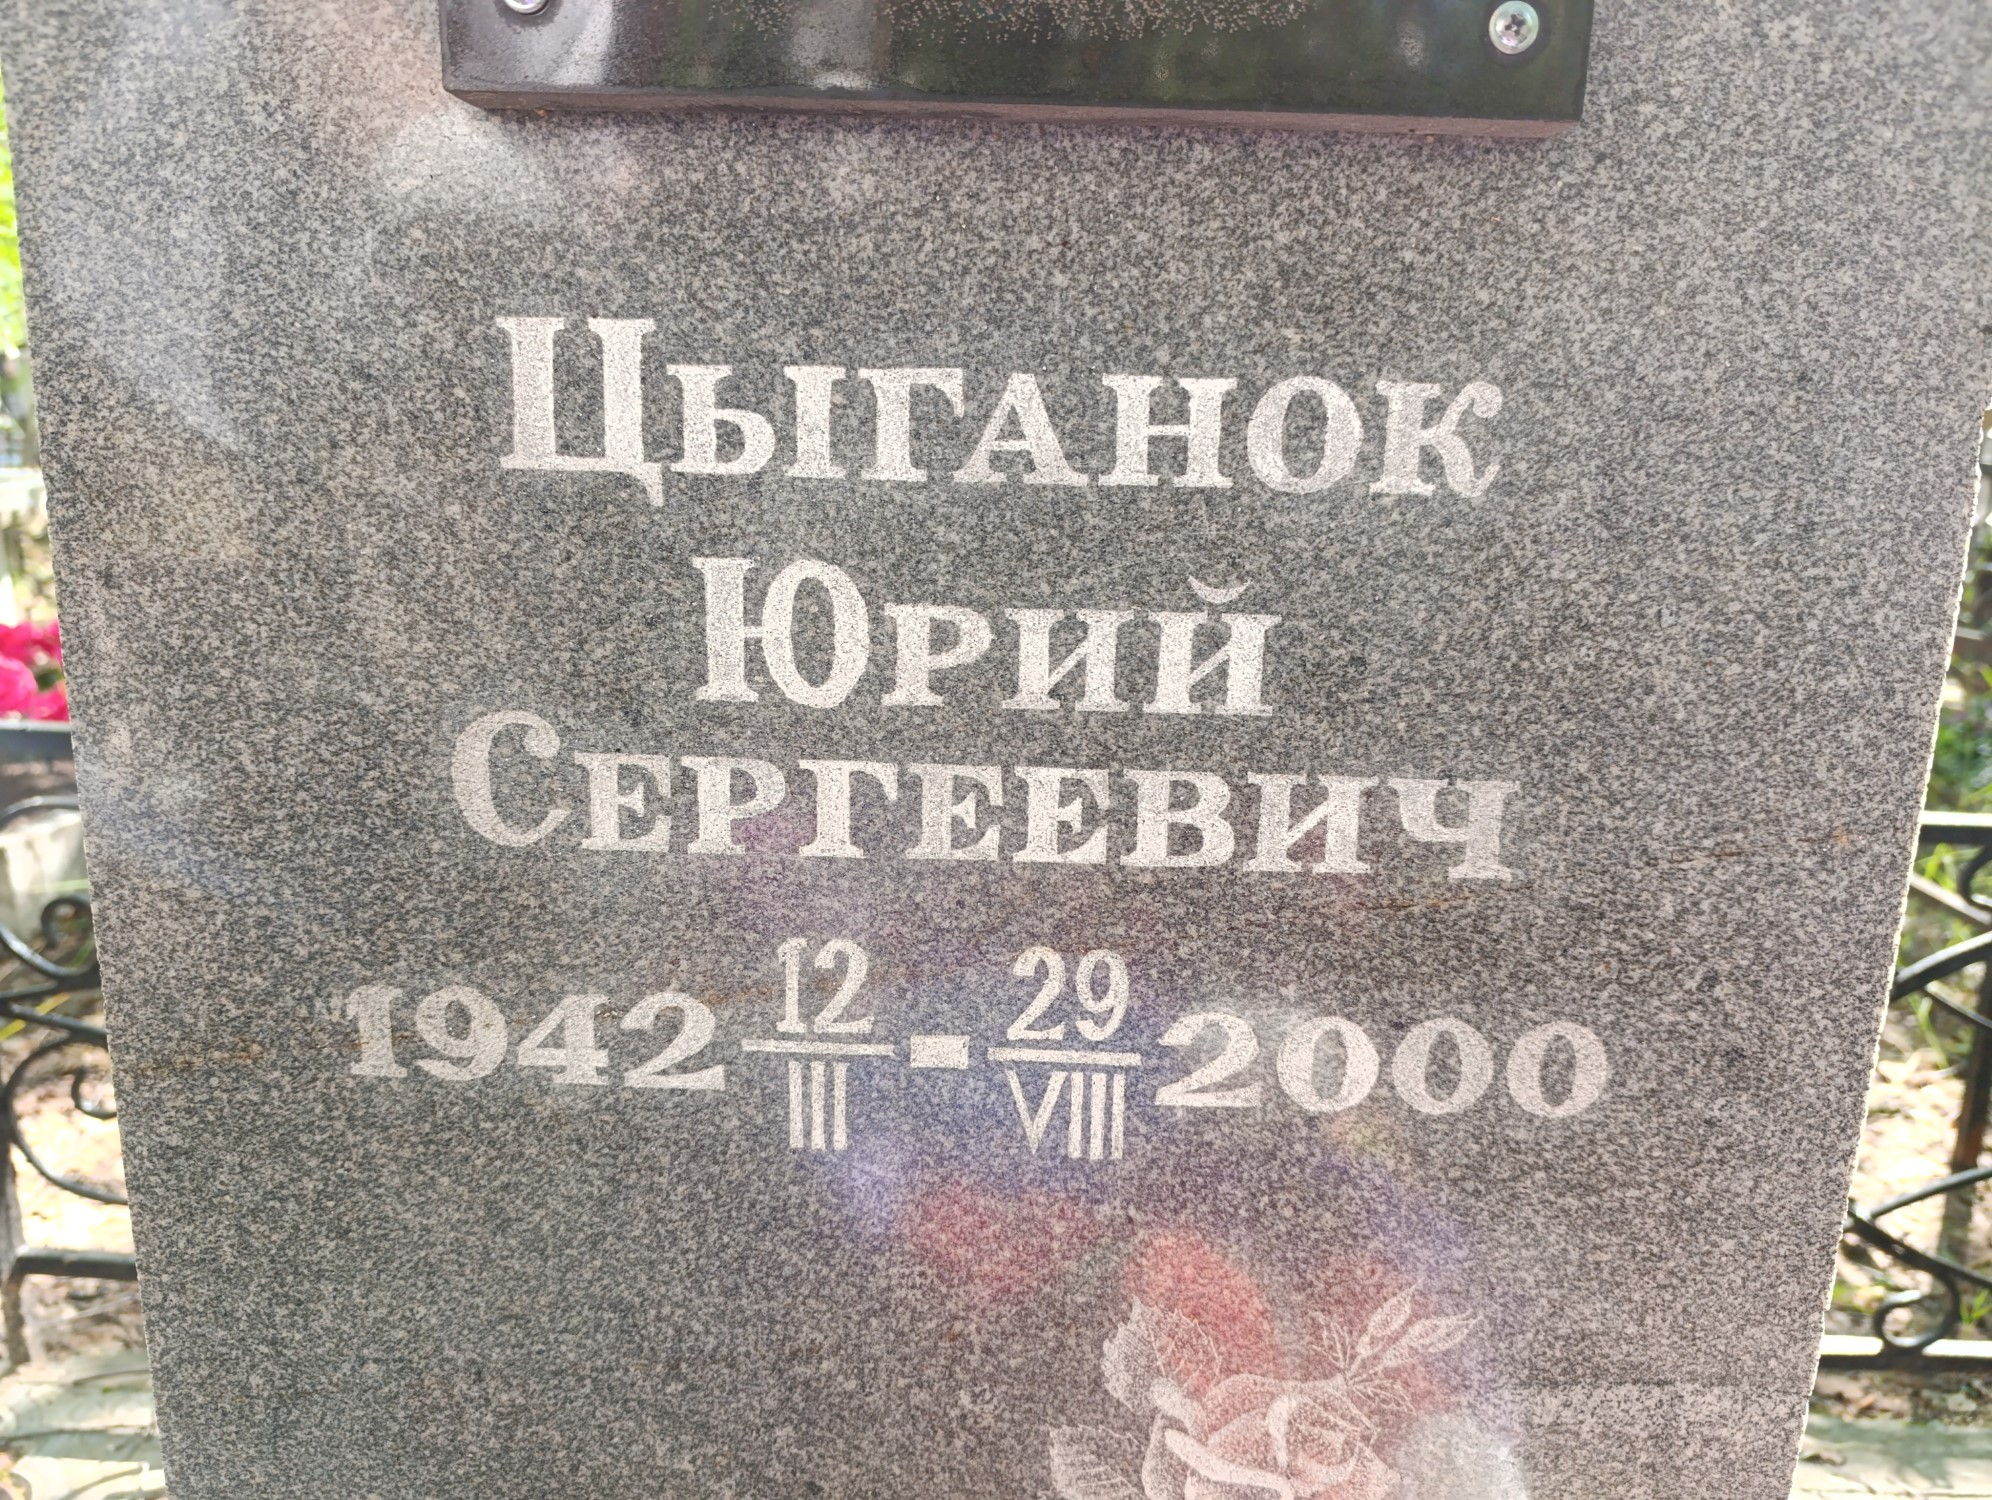 Цыганок
Юрий
Сергеевич
1942 12/III - 29/VIII 2000